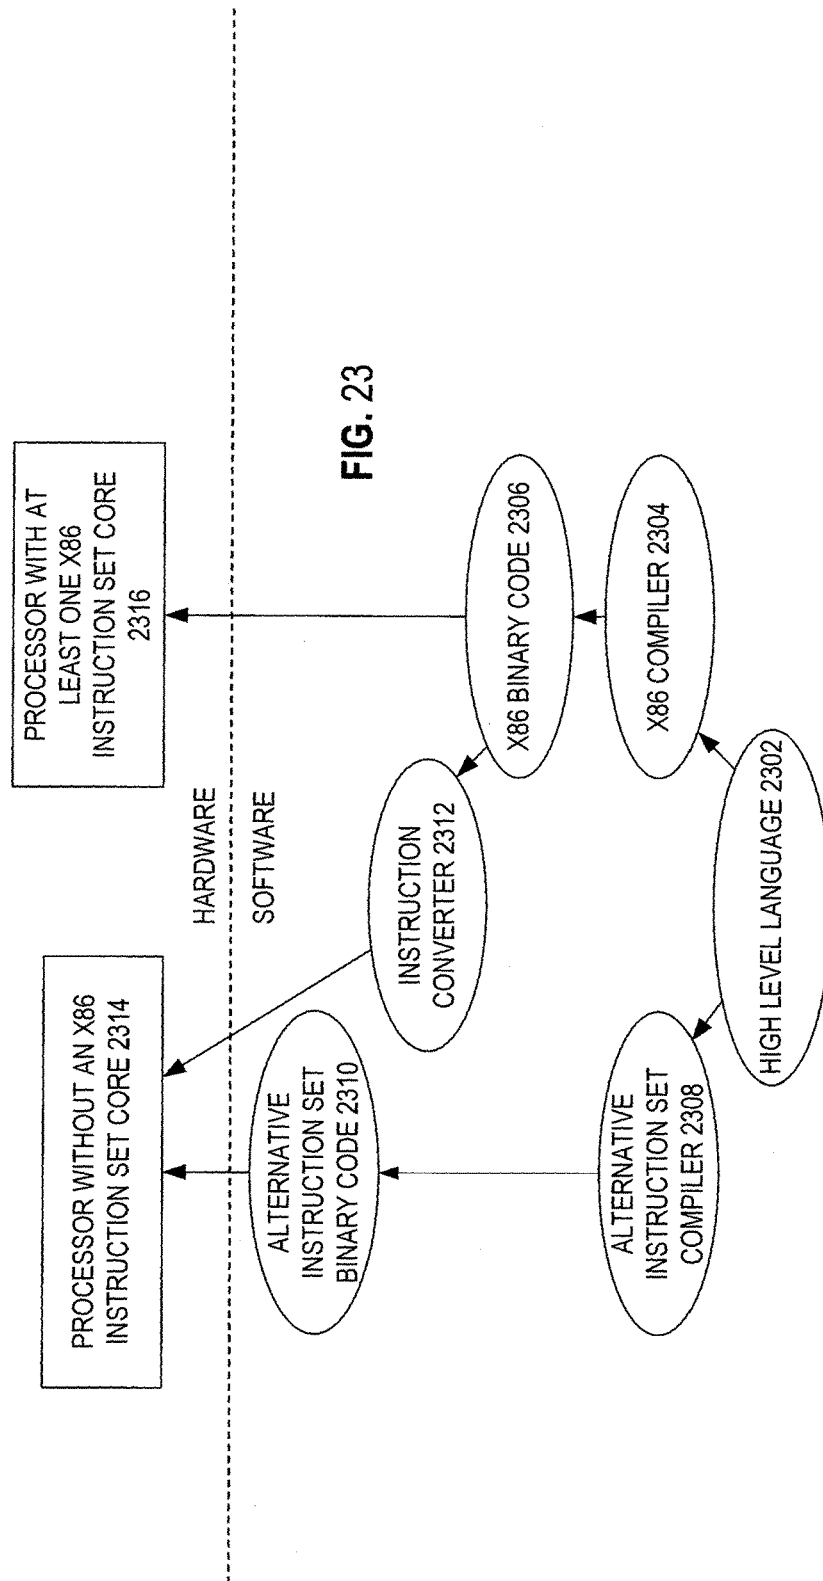 PROCESSOR WITHOUT AN X86
INSTRUCTION SET CORE 2314
PROCESSOR WITH AT
LEAST ONE X86
INSTRUCTION SET CORE
2316
HARDWARE
SOFTWARE
ALTERNATIVE
INSTRUCTION SET
BINARY CODE 2310
INSTRUCTION
CONVERTER 2312
FIG. 23
X86 BINARY CODE 2306
ALTERNATIVE
INSTRUCTION SET
COMPILER 2308
X86 COMPILER 2304
HIGH LEVEL LANGUAGE 2302